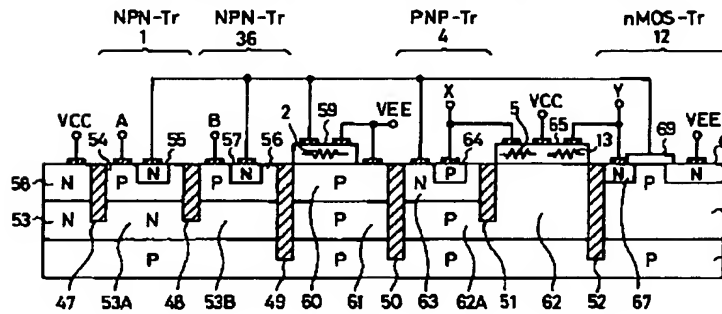 NPN-Tr NPN-Tr PNP-Tr nMOS-Tr
1 36 4 12
X Y
VCC 54 A 55 B 57 56 2 59 VEE 64 5 VCC 65 13 69 VEE
58 N P N P N P N P N P N
53 N N P P
P P P P
47 53A 48 53B 49 60 61 50 63 62A 51 62 52 67